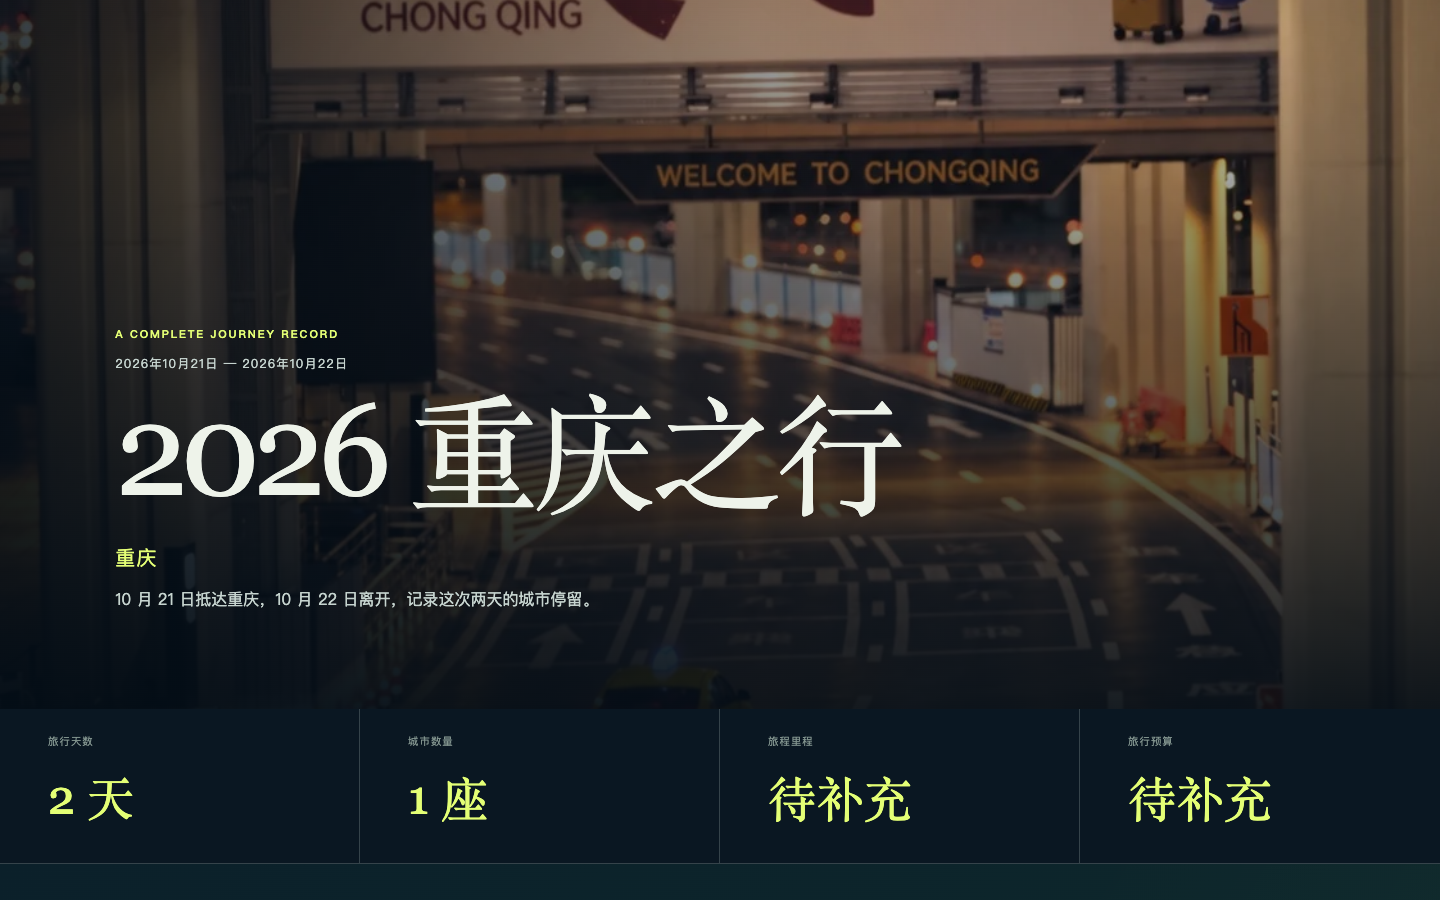 CHONG QING
WELCOME TO CHONGQING
A COMPLETE JOURNEY RECORD
2026年10月21日 — 2026年10月22日
2026 重庆之行
重庆
10 月 21 日抵达重庆，10 月 22 日离开，记录这次两天的城市停留。
旅行天数
城市数量
旅程里程
旅行预算
2 天
1 座
待补充
待补充